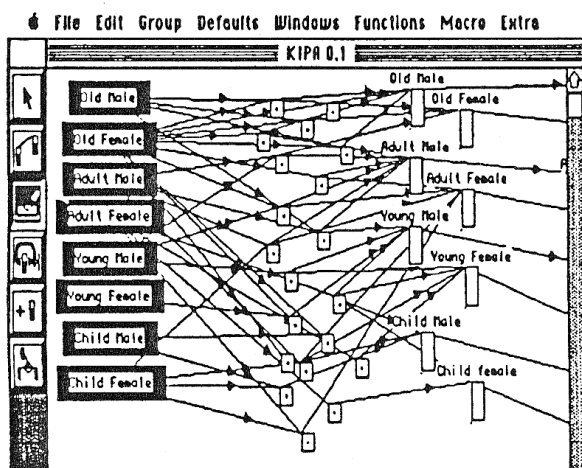 File Edit Group Defaults Windows Functions Macro Extra
KIPA 0.1
Old Male
Old Female
Adult Male
Adult Female
Young Male
Young Female
Child Male
Child Female
Old Male
Old Female
Adult Male
Adult Female
Young Male
Young Female
Child Male
Child female